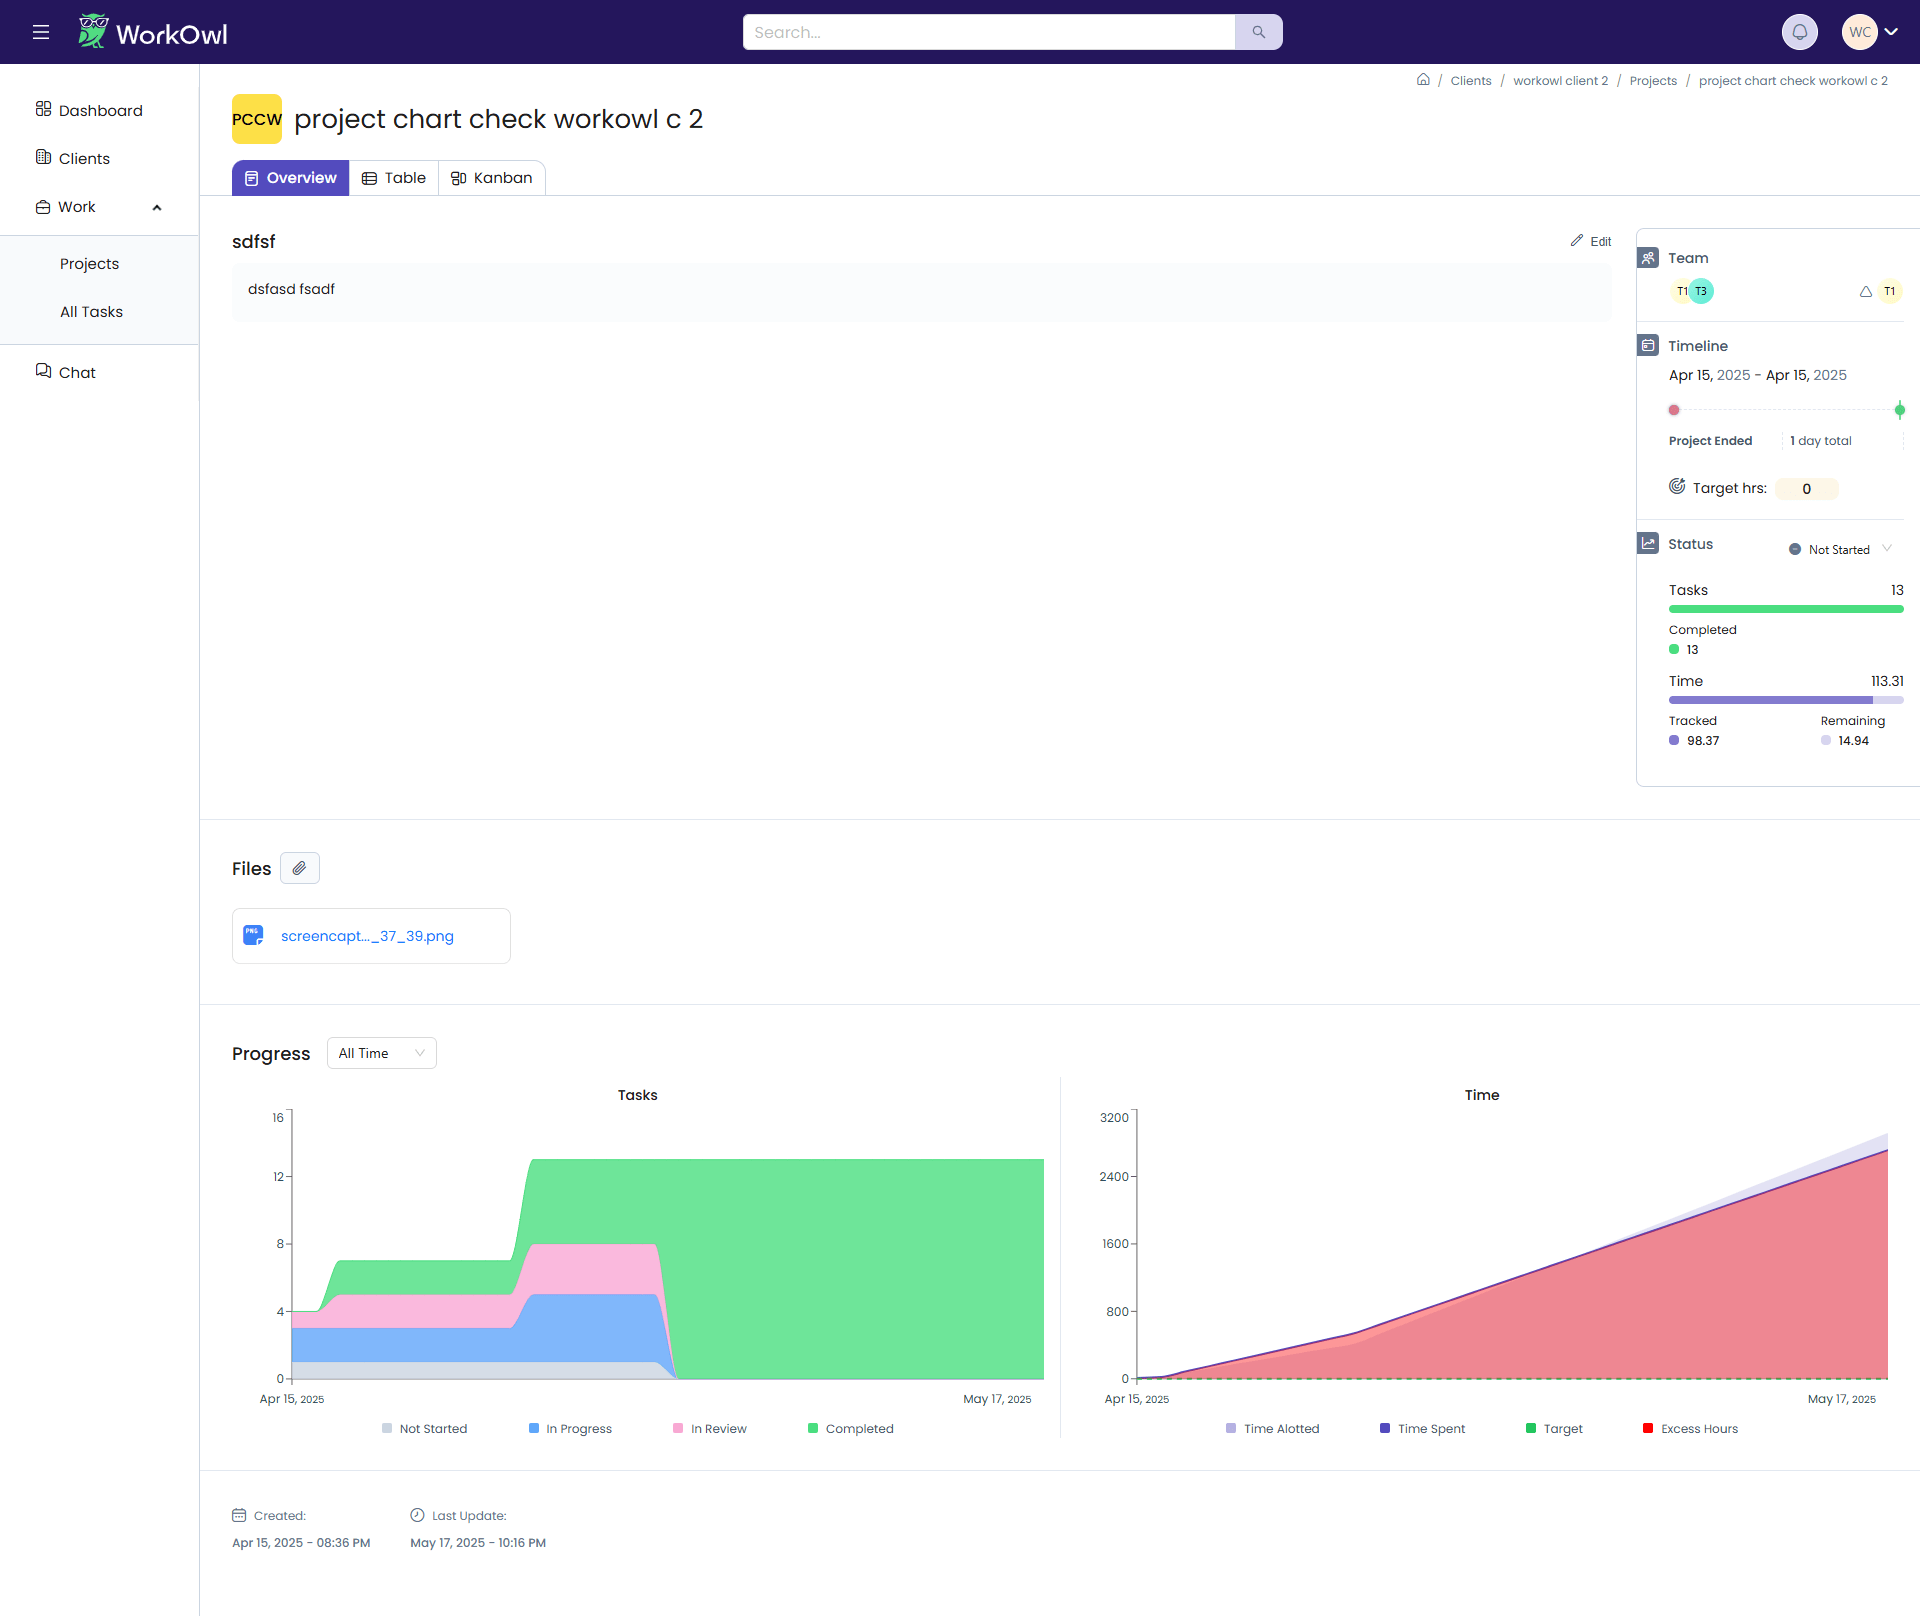 WorkOwl
Search...
WC
Dashboard
Clients
Work
Projects
All Tasks
Chat
/ Clients / workowl client 2 / Projects / project chart check workowl c 2
PCCW project chart check workowl c 2
Overview Table Kanban
sdfsf
Edit
dsfasd fsadf
Team
T1 T3 T1
Timeline
Apr 15, 2025 - Apr 15, 2025
Project Ended 1 day total
Target hrs: 0
Status Not Started
Tasks 13
Completed
13
Time 113.31
Tracked Remaining
98.37 14.94
Files
PNG screencapt..._37_39.png
Progress All Time
Tasks
16
12
8
4
0
Apr 15, 2025 May 17, 2025
Not Started In Progress In Review Completed
Time
3200
2400
1600
800
0
Apr 15, 2025 May 17, 2025
Time Alotted Time Spent Target Excess Hours
Created: Last Update:
Apr 15, 2025 - 08:36 PM May 17, 2025 - 10:16 PM